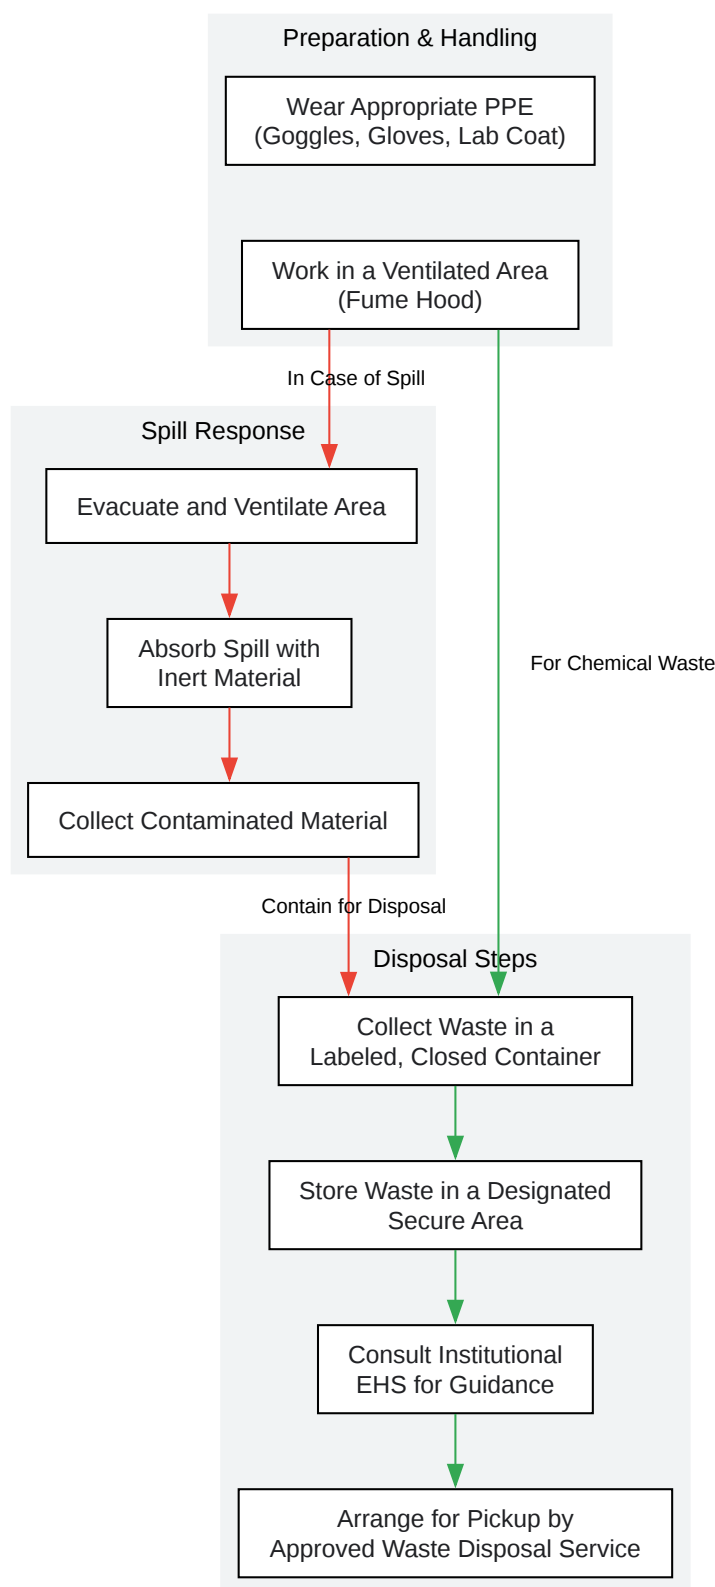 Preparation & Handling
Wear Appropriate PPE
(Goggles, Gloves, Lab Coat)
Work in a Ventilated Area
(Fume Hood)
In Case of Spill
Spill Response
Evacuate and Ventilate Area
Absorb Spill with
Inert Material
For Chemical Waste
Collect Contaminated Material
Contain for Disposal
Disposal Steps
Collect Waste in a
Labeled, Closed Container
Store Waste in a Designated
Secure Area
Consult Institutional
EHS for Guidance
Arrange for Pickup by
Approved Waste Disposal Service